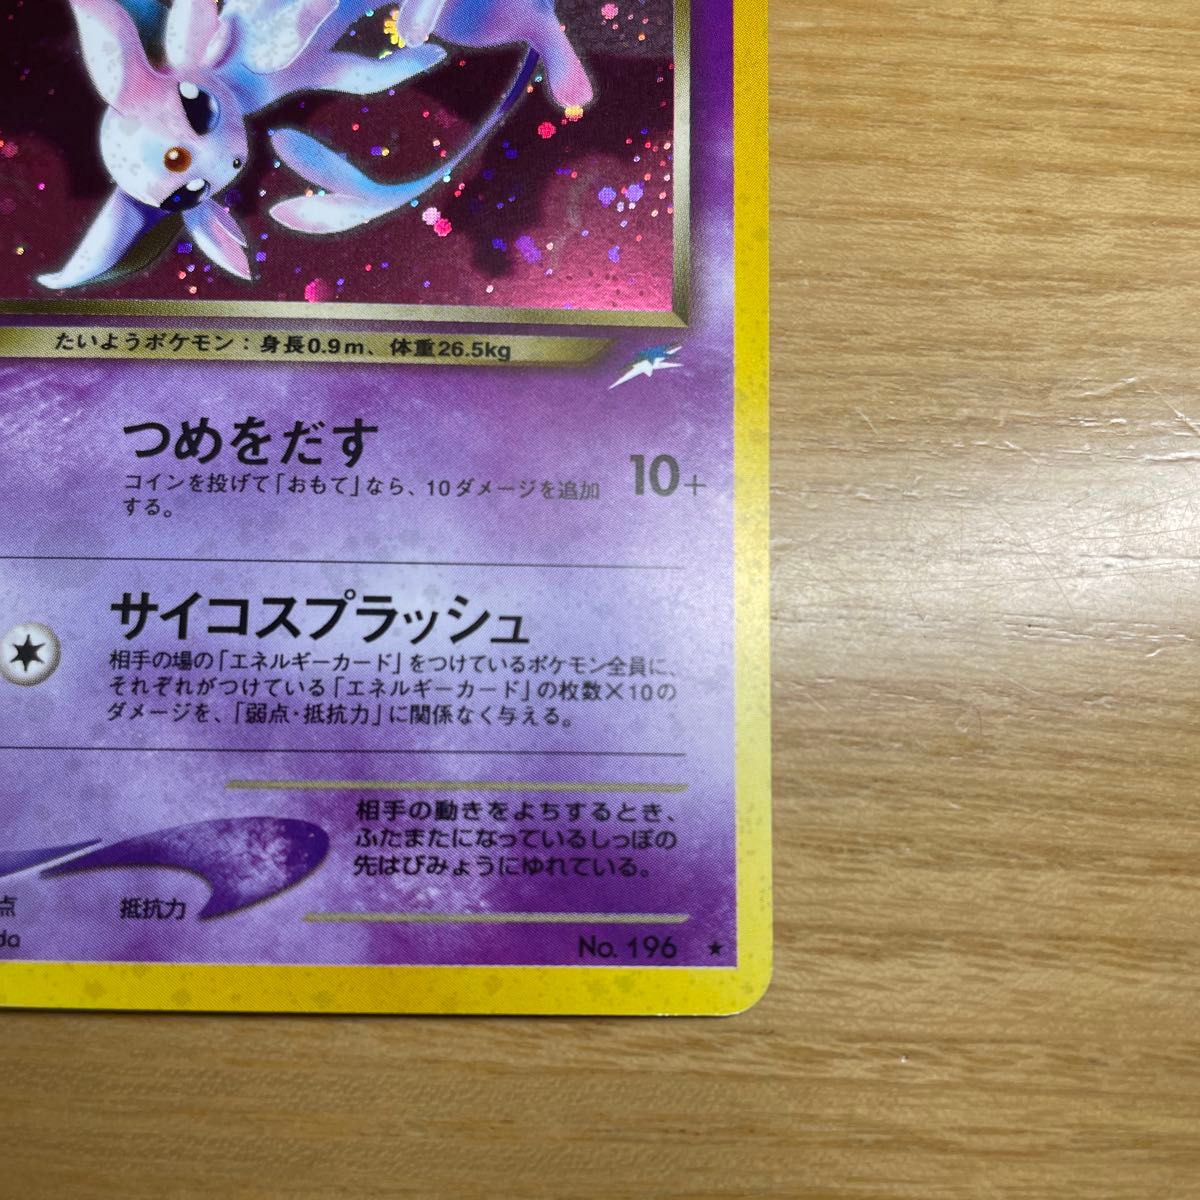 たいようポケモン：身長0.9m、体重26.5kg
つめをだす
10+
コインを投げて「おもて」なら、10ダメージを追加
する。
サイコスプラッシュ
相手の場の「エネルギーカード」をつけているポケモン全員に、
それぞれがつけている「エネルギーカード」の枚数×10の
ダメージを、「弱点・抵抗力」に関係なく与える。
相手の動きをよちするとき、
ふたまたになっているしっぽの
先はびみょうにゆれている。
点
抵抗力
da
No. 196 ★